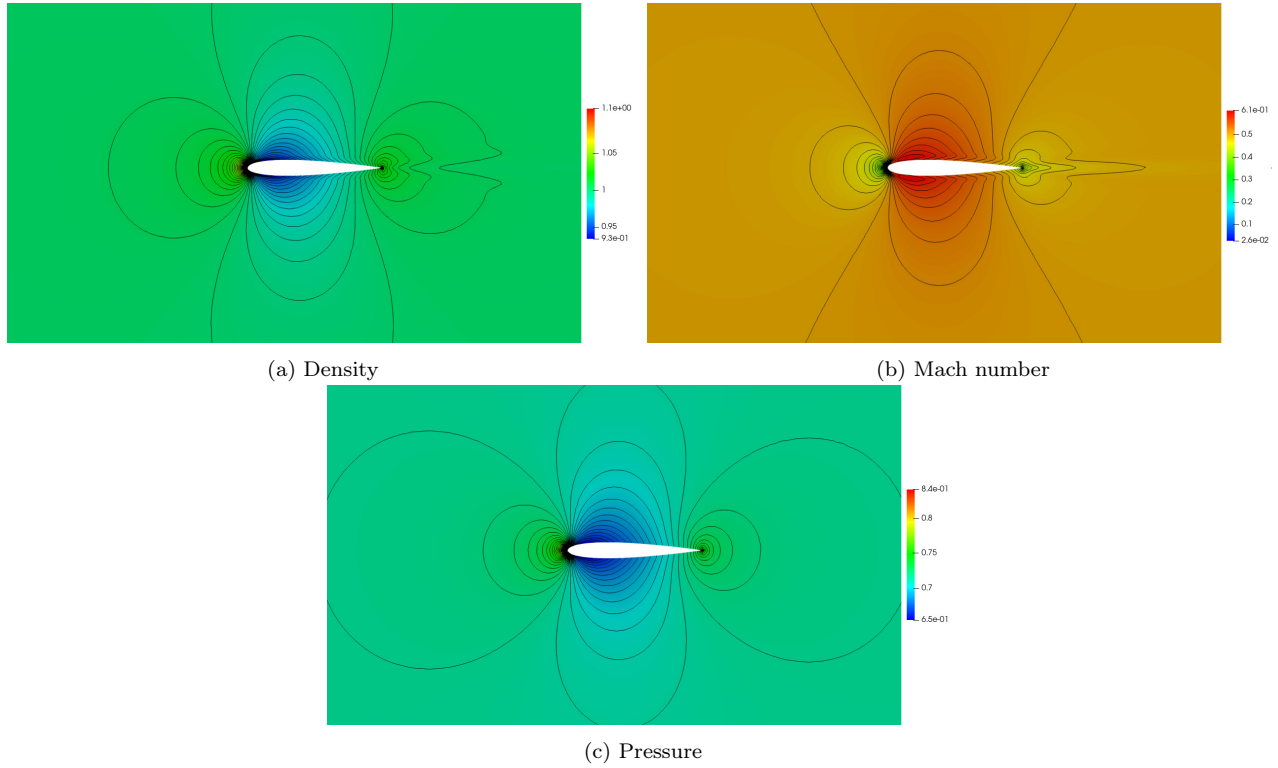 1.1e+00
1.05
1
0.95
9.3e-01
6.1e-01
0.5
0.4
0.3
0.2
0.1
2.6e-02
(a) Density
(b) Mach number
8.4e-01
0.8
0.75
0.7
6.5e-01
(c) Pressure